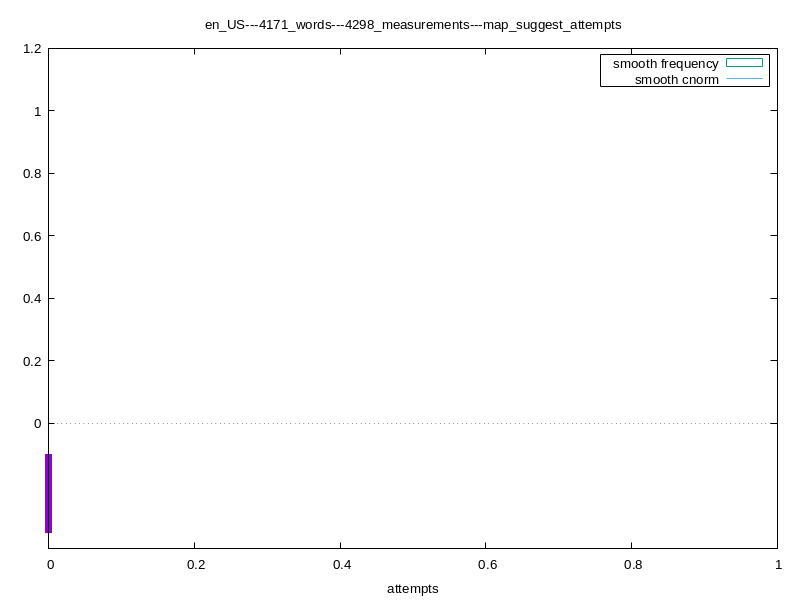 en_US---4171_words---4298_measurements---map_suggest_attempts
smooth frequency
smooth cnorm
1.2
1
0.8
0.6
0.4
0.2
0
0 0.2 0.4 0.6 0.8 1
attempts